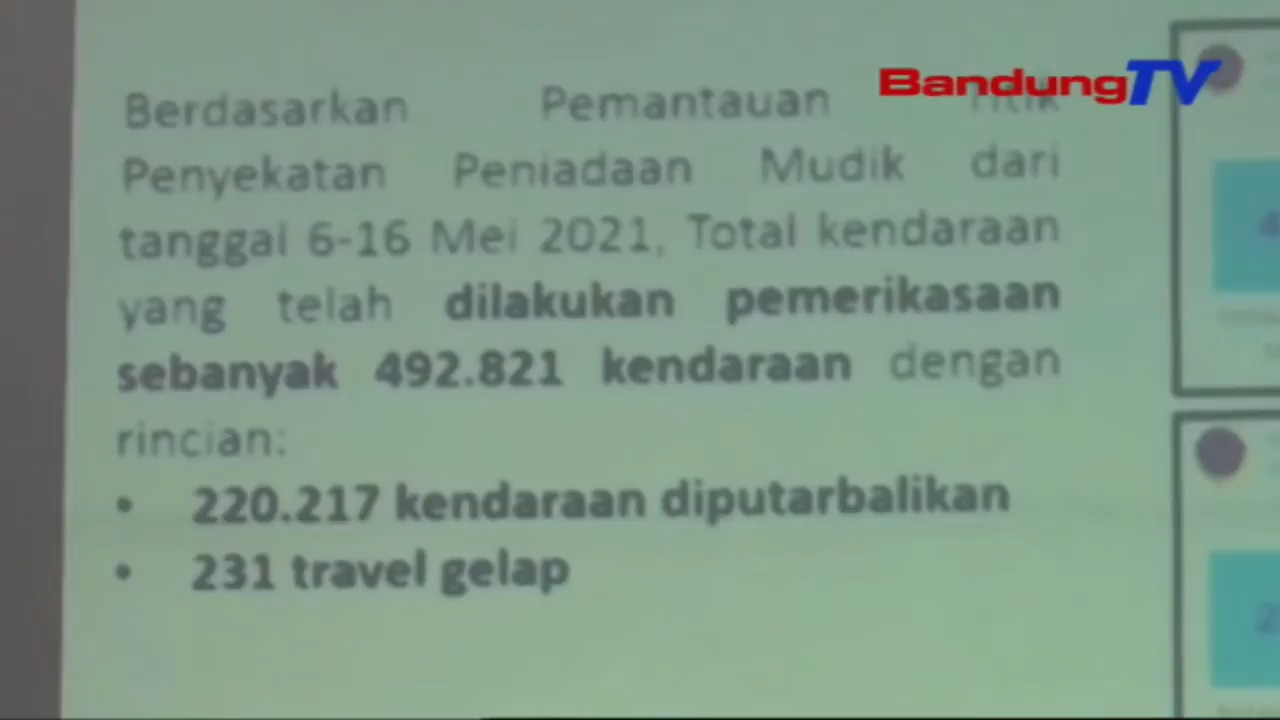 BandungTV
Berdasarkan Pemantauan Titik
Penyekatan Peniadaan Mudik dari
tanggal 6-16 Mei 2021, Total kendaraan
yang telah dilakukan pemerikasaan
sebanyak 492.821 kendaraan dengan
rincian:
• 220.217 kendaraan diputarbalikan
• 231 travel gelap